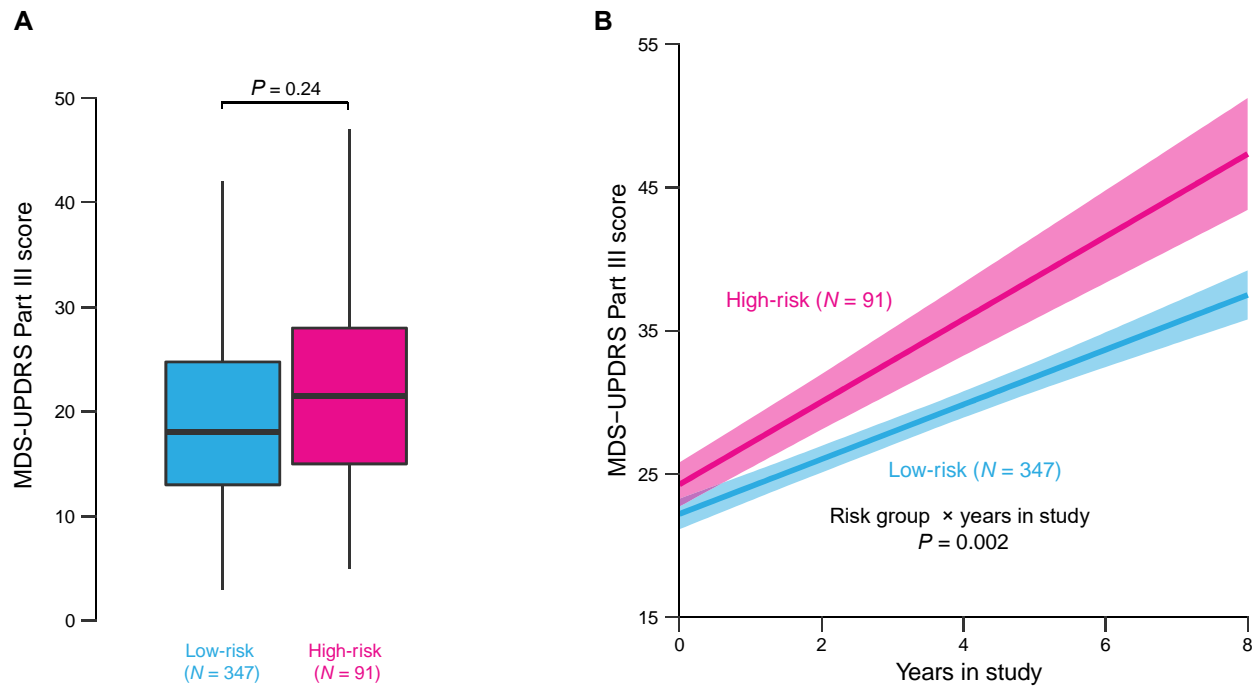 A
P = 0.24
50
40
30
20
10
0
MDS-UPDRS Part III score
Low-risk
(N = 347)
High-risk
(N = 91)
B
55
45
35
25
15
MDS−UPDRS Part III score
High-risk (N = 91)
Low-risk (N = 347)
Risk group × years in study
P = 0.002
0 2 4 6 8
Years in study